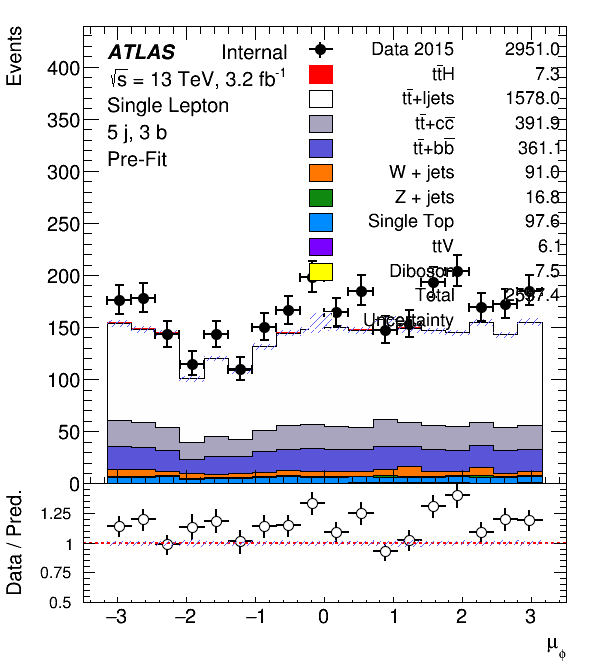 Events
ATLAS Internal
√s = 13 TeV, 3.2 fb⁻¹
Single Lepton
5 j, 3 b
Pre-Fit
Data 2015 2951.0
tt̄H 7.3
tt̄+ljets 1578.0
tt̄+cc̄ 391.9
tt̄+bb̄ 361.1
W + jets 91.0
Z + jets 16.8
Single Top 97.6
ttV 6.1
Diboson 7.5
Total
Uncertainty
400
350
300
250
200
150
100
50
0
Data / Pred.
1.25
1
0.75
0.5
−3 −2 −1 0 1 2 3
μ_ϕ